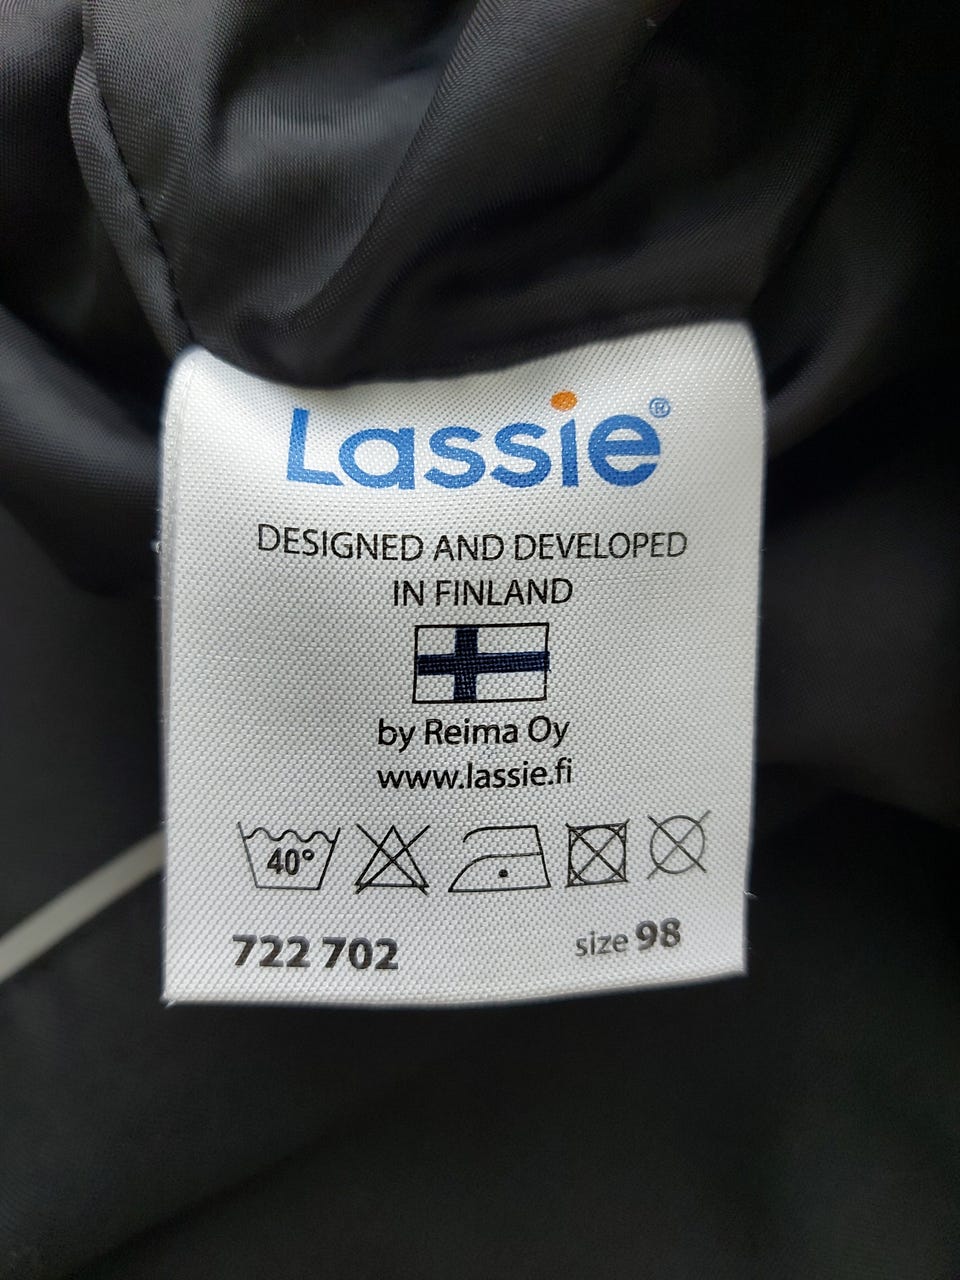 Lassie®
DESIGNED AND DEVELOPED
IN FINLAND
by Reima Oy
www.lassie.fi
40°
722 702
size 98